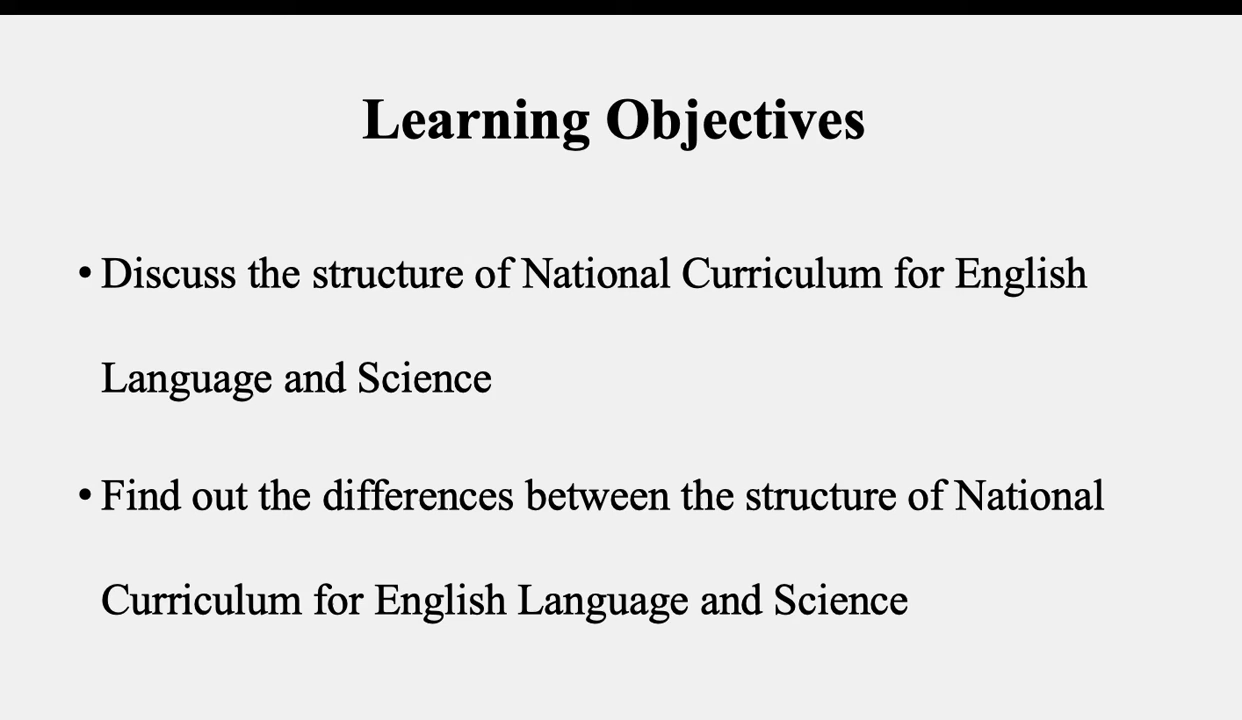 Learning Objectives
• Discuss the structure of National Curriculum for English
Language and Science
• Find out the differences between the structure of National
Curriculum for English Language and Science